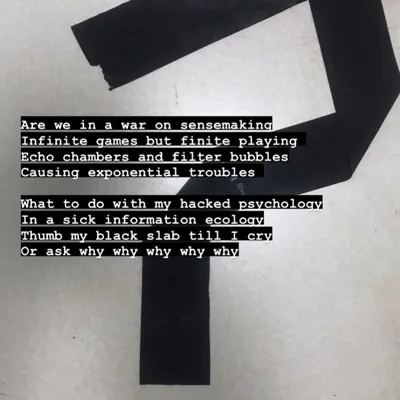 Are we in a war on sensemaking
Infinite games but finite playing
Echo chambers and filter bubbles
Causing exponential troubles
What to do with my hacked psychology
In a sick information ecology
Thumb my black slab till I cry
Or ask why why why why why